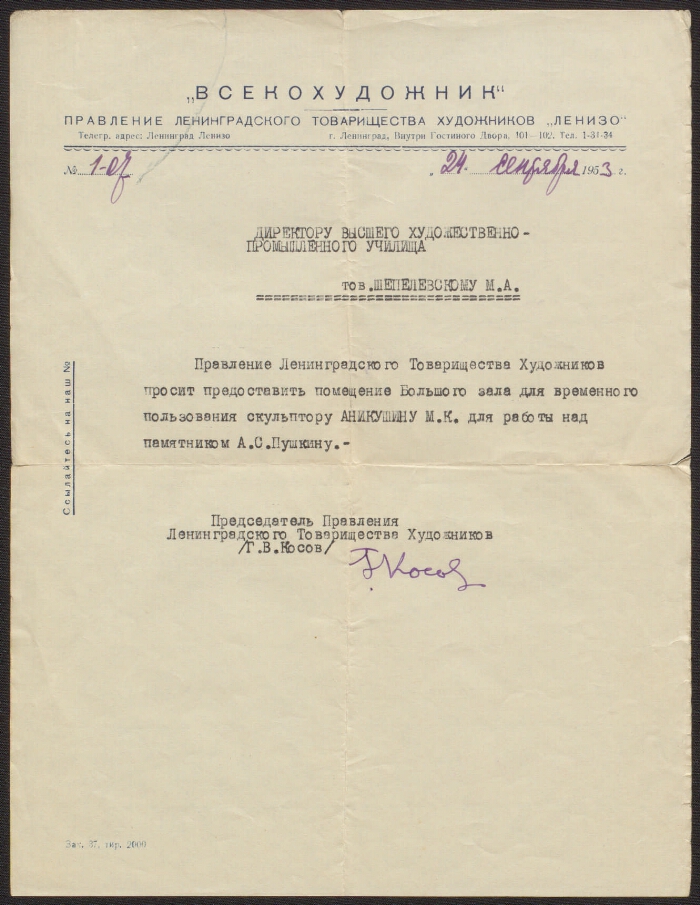 „ВСЕКОХУДОЖНИК“
ПРАВЛЕНИЕ ЛЕНИНГРАДСКОГО ТОВАРИЩЕСТВА ХУДОЖНИКОВ „ЛЕНИЗО“
Телегр. адрес: Ленинград Ленизо г. Ленинград, Внутри Гостиного Двора, 101—102. Тел. 1-31-34
№ 1-07 „24. сентября 1953 г.
ДИРЕКТОРУ ВЫСШЕГО ХУДОЖЕСТВЕННО-
ПРОМЫШЛЕННОГО УЧИЛИЩА
тов.ШЕПЕЛЕВСКОМУ М.А.
Ссылайтесь на наш №
Правление Ленинградского Товарищества Художников
просит предоставить помещение Большого зала для временного
пользования скульптору АНИКУШИНУ М.К. для работы над
памятником А.С.Пушкину.-
Председатель Правления
Ленинградского Товарищества Художников
/Г.В.Косов/
Г. Косов
Зак. 37. тир. 2000